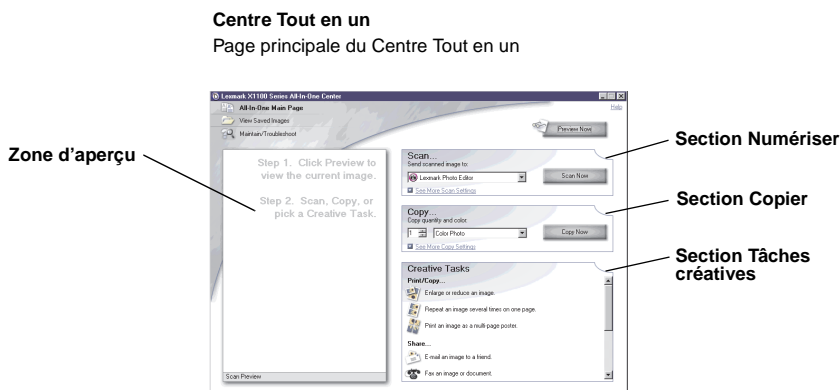 Centre Tout en un
Page principale du Centre Tout en un
Lexmark X1100 Series All-In-One Center
All-In-One Main Page
Help
View Saved Images
Maintain/Troubleshoot
Preview Now
Zone d'aperçu
Step 1. Click Preview to
view the current image.
Step 2. Scan, Copy, or
pick a Creative Task.
Scan Preview
Scan...
Send scanned image to:
Lexmark Photo Editor
Scan Now
See More Scan Settings
Section Numériser
Copy...
Copy quantity and color.
1
Color Photo
Copy Now
See More Copy Settings
Section Copier
Creative Tasks
Print/Copy...
Enlarge or reduce an image.
Repeat an image several times on one page.
Print an image as a multi-page poster.
Share...
E-mail an image to a friend.
Fax an image or document.
Section Tâches
créatives